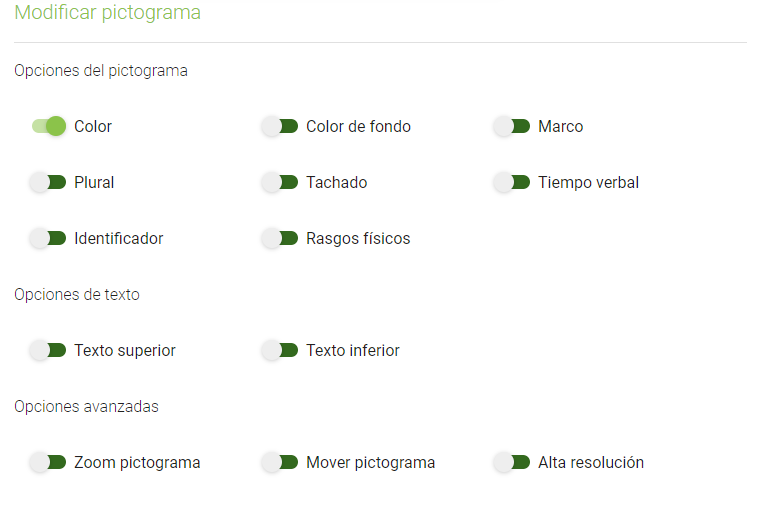 Modificar pictograma
Opciones del pictograma
Color Color de fondo Marco
Plural Tachado Tiempo verbal
Identificador Rasgos físicos
Opciones de texto
Texto superior Texto inferior
Opciones avanzadas
Zoom pictograma Mover pictograma Alta resolución